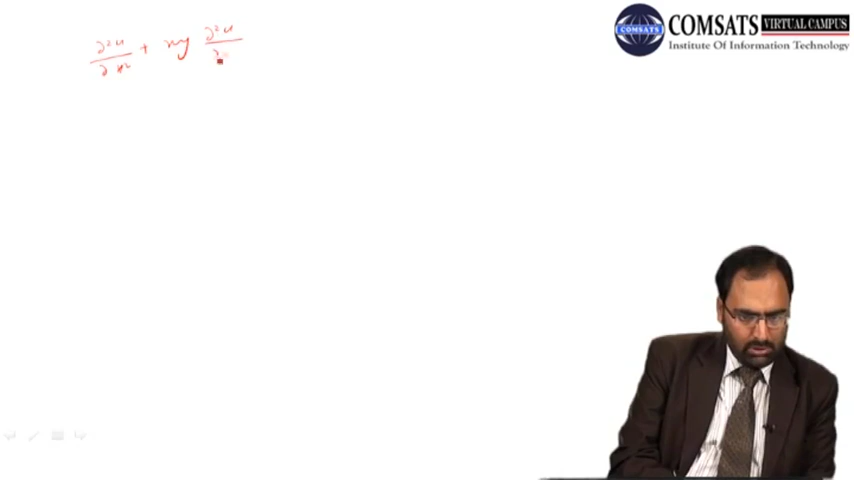 ∂²u/∂x² + xy ∂²u/∂
COMSATS VIRTUAL CAMPUS
Institute Of Information Technology
COMSATS